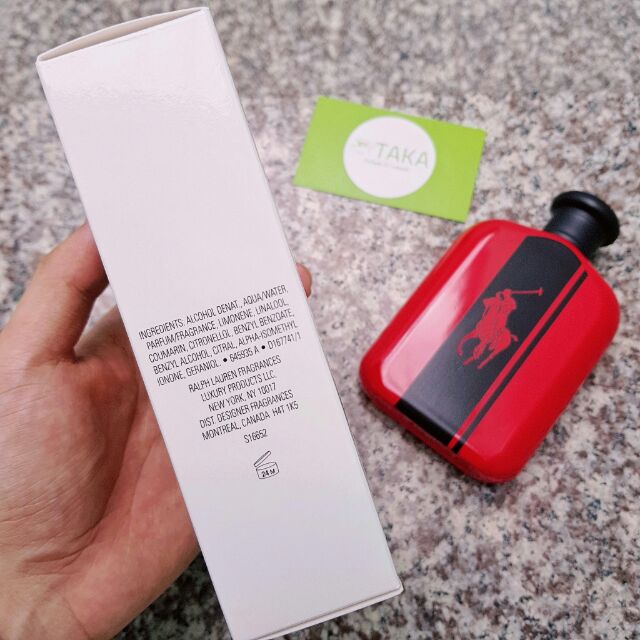 INGREDIENTS: ALCOHOL DENAT., AQUA/WATER,
PARFUM/FRAGRANCE, LIMONENE, LINALOOL,
COUMARIN, CITRONELLOL, BENZYL BENZOATE,
BENZYL ALCOHOL, CITRAL, ALPHA-ISOMETHYL
IONONE, GERANIOL. • 545935 A • D167741/1
RALPH LAUREN FRAGRANCES
LUXURY PRODUCTS LLC
NEW YORK, NY 10017
DIST. DESIGNER FRAGRANCES
MONTREAL, CANADA, H4T 1K5
S1665Z
24 M
TAKA